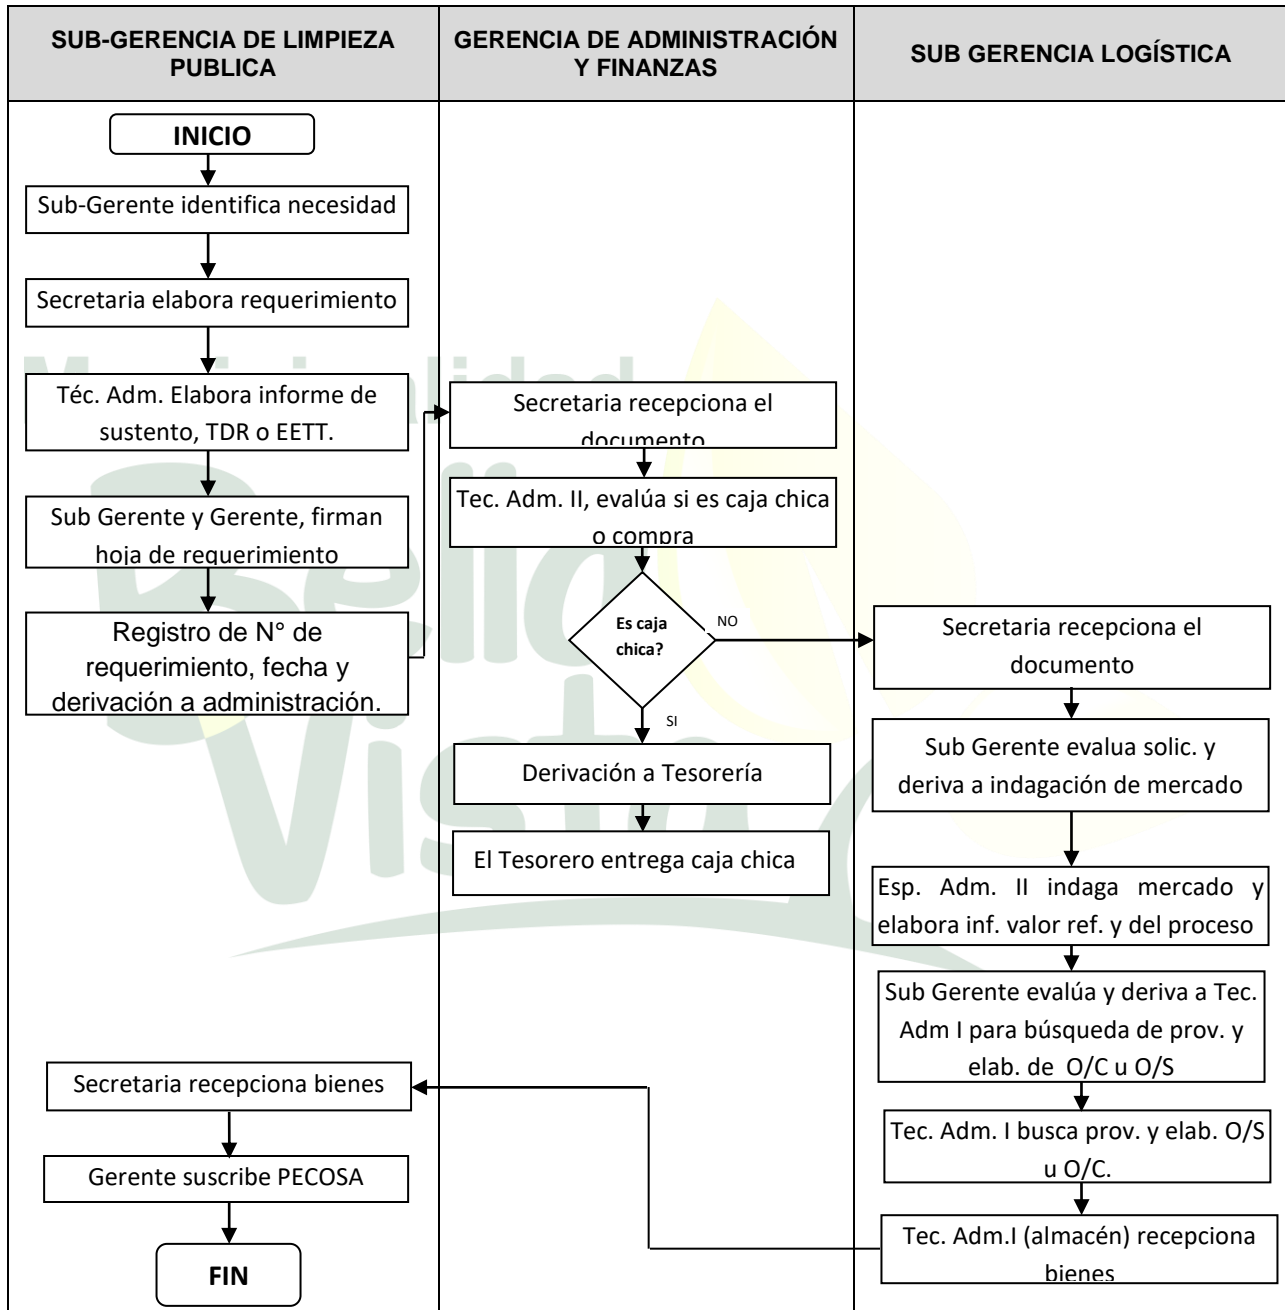 SUB-GERENCIA DE LIMPIEZA
PUBLICA
GERENCIA DE ADMINISTRACIÓN
Y FINANZAS
SUB GERENCIA LOGÍSTICA
INICIO
Sub-Gerente identifica necesidad
Secretaria elabora requerimiento
Téc. Adm. Elabora informe de
sustento, TDR o EETT.
Sub Gerente y Gerente, firman
hoja de requerimiento
Registro de N° de
requerimiento, fecha y
derivación a administración.
Secretaria recepciona el
documento
Tec. Adm. II, evalúa si es caja chica
o compra
Es caja
chica?
NO
SI
Derivación a Tesorería
El Tesorero entrega caja chica
Secretaria recepciona el
documento
Sub Gerente evalua solic. y
deriva a indagación de mercado
Esp. Adm. II indaga mercado y
elabora inf. valor ref. y del proceso
Sub Gerente evalúa y deriva a Tec.
Adm I para búsqueda de prov. y
elab. de O/C u O/S
Tec. Adm. I busca prov. y elab. O/S
u O/C.
Tec. Adm.I (almacén) recepciona
bienes
Secretaria recepciona bienes
Gerente suscribe PECOSA
FIN
Municipalidad
Bella
Vista